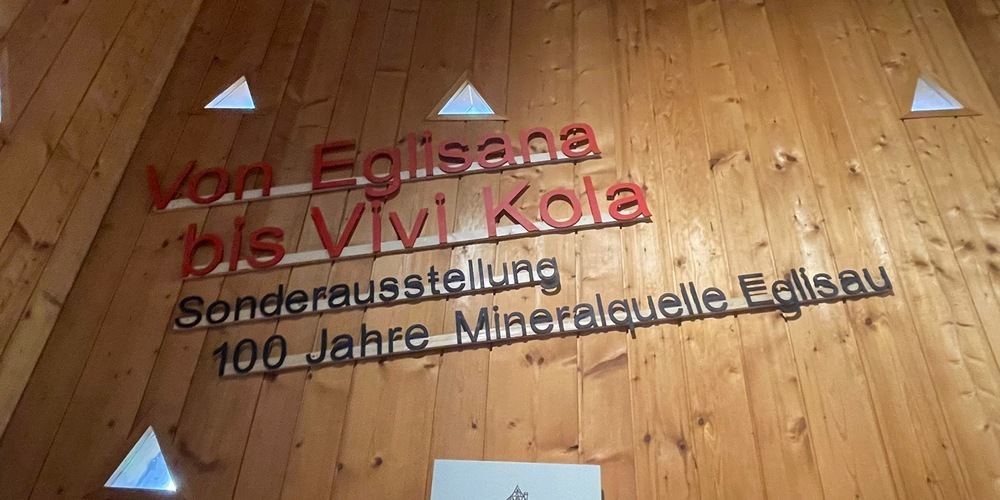 Von Eglisana
bis Vivi Kola
Sonderausstellung
100 Jahre Mineralquelle Eglisau